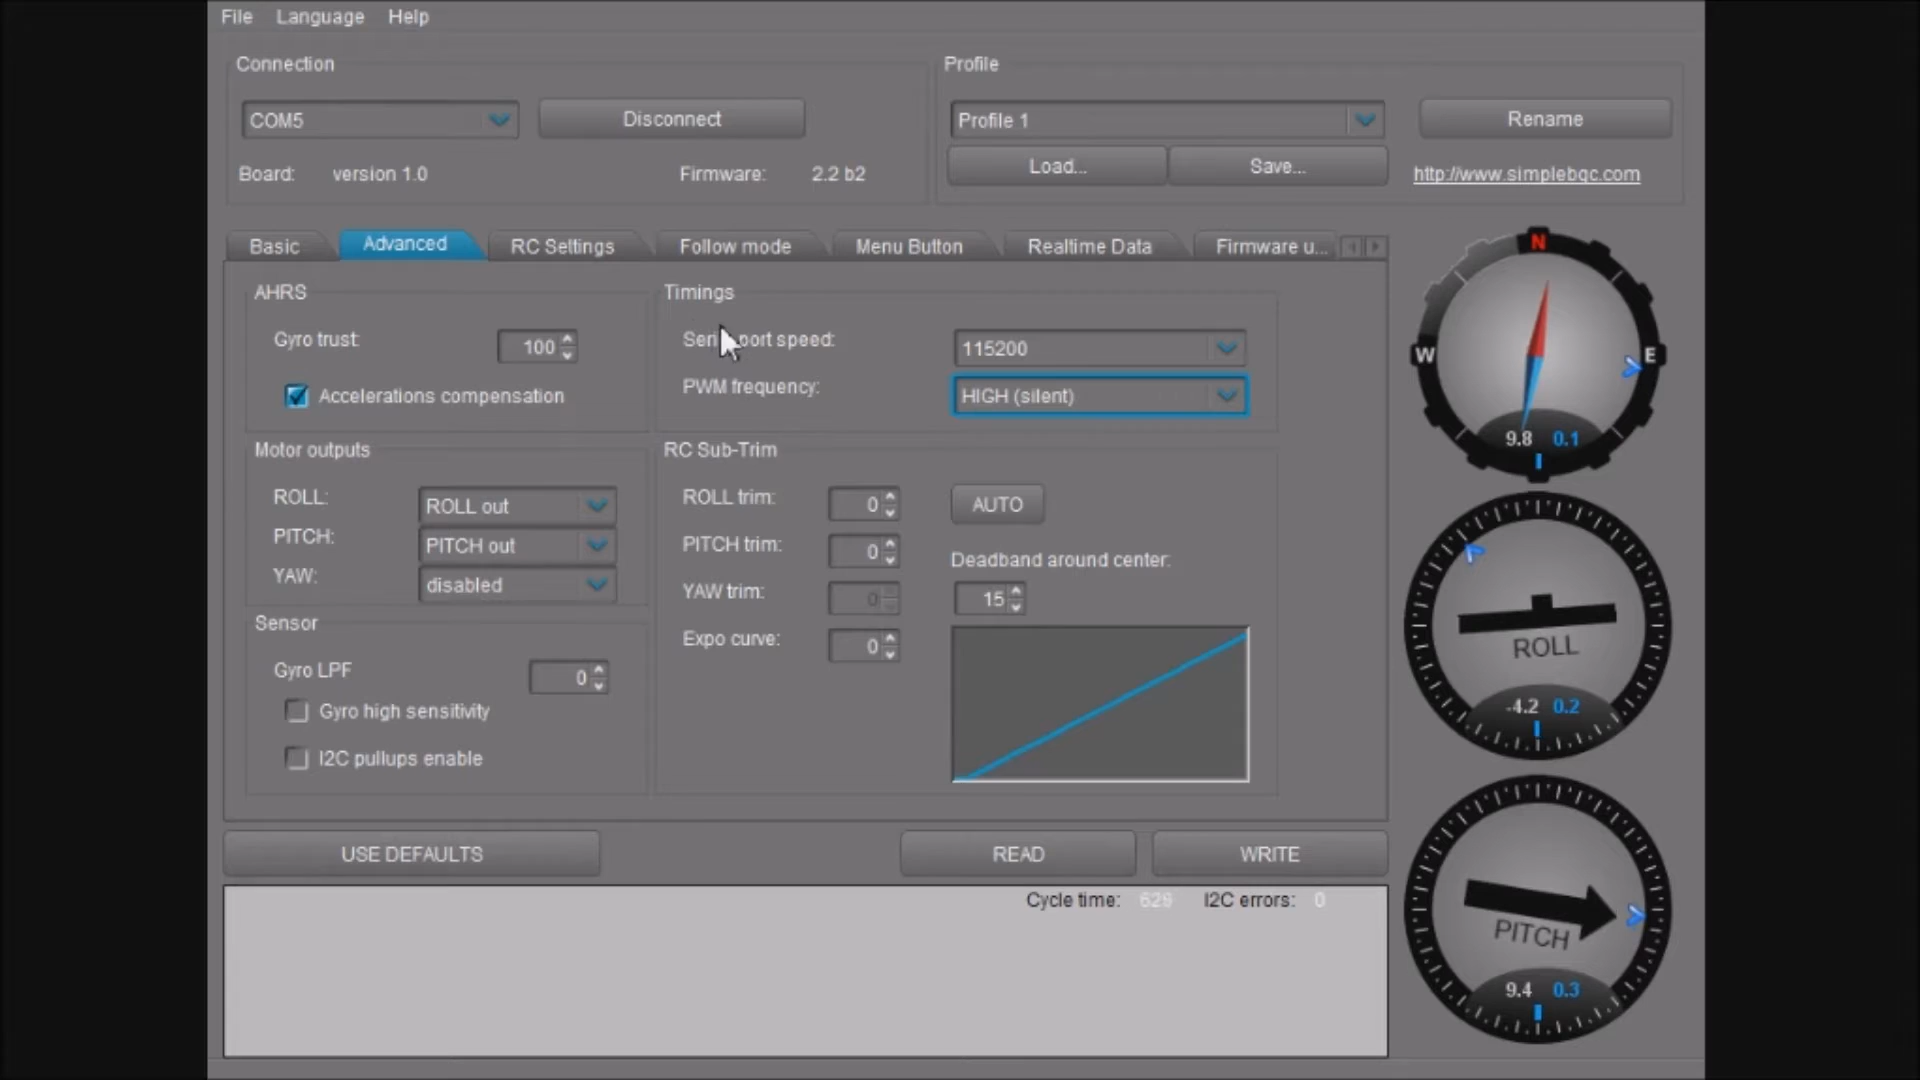 File Language Help
Connection
Profile
COM5
Disconnect
Profile 1
Rename
Load...
Save...
Board: version 1.0 Firmware: 2.2 b2
http://www.simplebgc.com
Basic Advanced RC Settings Follow mode Menu Button Realtime Data Firmware u...
AHRS
Gyro trust: 100
Accelerations compensation
Timings
port speed: 115200
PWM frequency: HIGH (silent)
Motor outputs
ROLL: ROLL out
PITCH: PITCH out
YAW: disabled
RC Sub-Trim
ROLL trim: 0 AUTO
PITCH trim: 0
Deadband around center:
YAW trim: 0 15
Expo curve: 0
Sensor
Gyro LPF 0
Gyro high sensitivity
I2C pullups enable
USE DEFAULTS READ WRITE
Cycle time: 629 I2C errors: 0
N
W E
9.8 0.1
ROLL
-4.2 0.2
PITCH
9.4 0.3